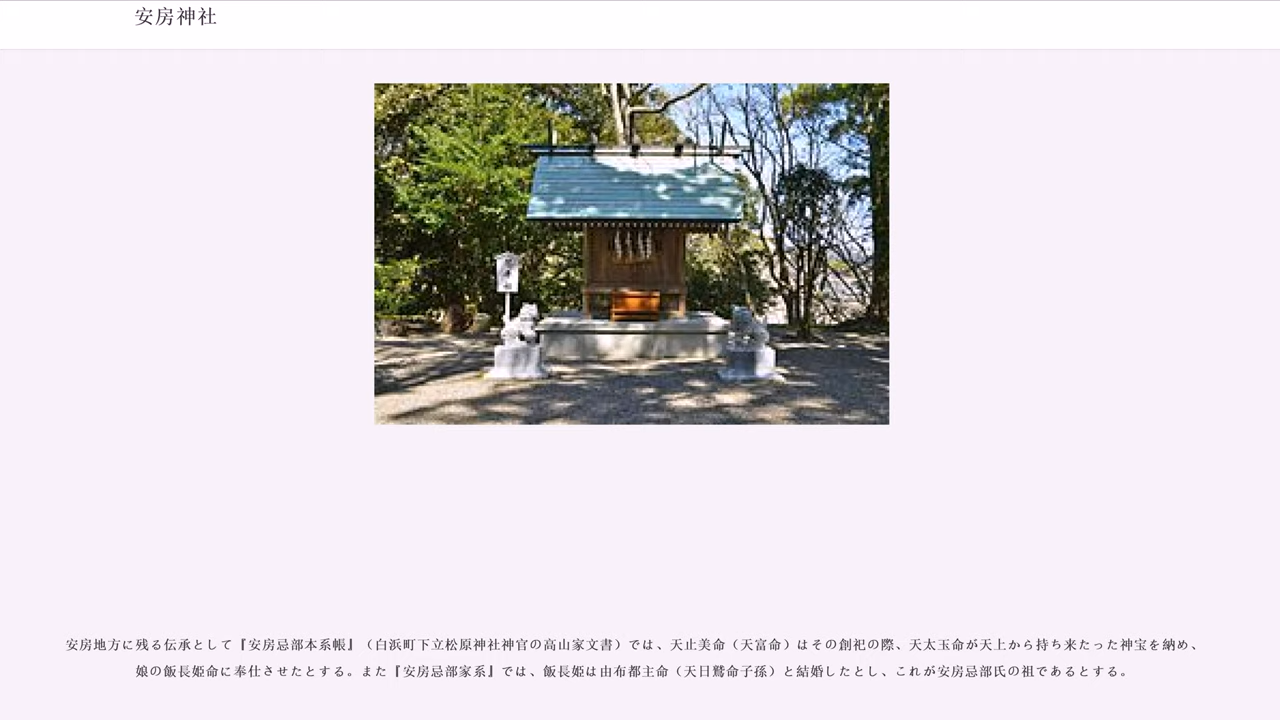 安房神社
安房地方に残る伝承として『安房忌部本系帳』（白浜町下立松原神社神官の高山家文書）では、天止美命（天富命）はその創祀の際、天太玉命が天上から持ち来たった神宝を納め、
娘の飯長姫命に奉仕させたとする。また『安房忌部家系』では、飯長姫は由布都主命（天日鷲命子孫）と結婚したとし、これが安房忌部氏の祖であるとする。